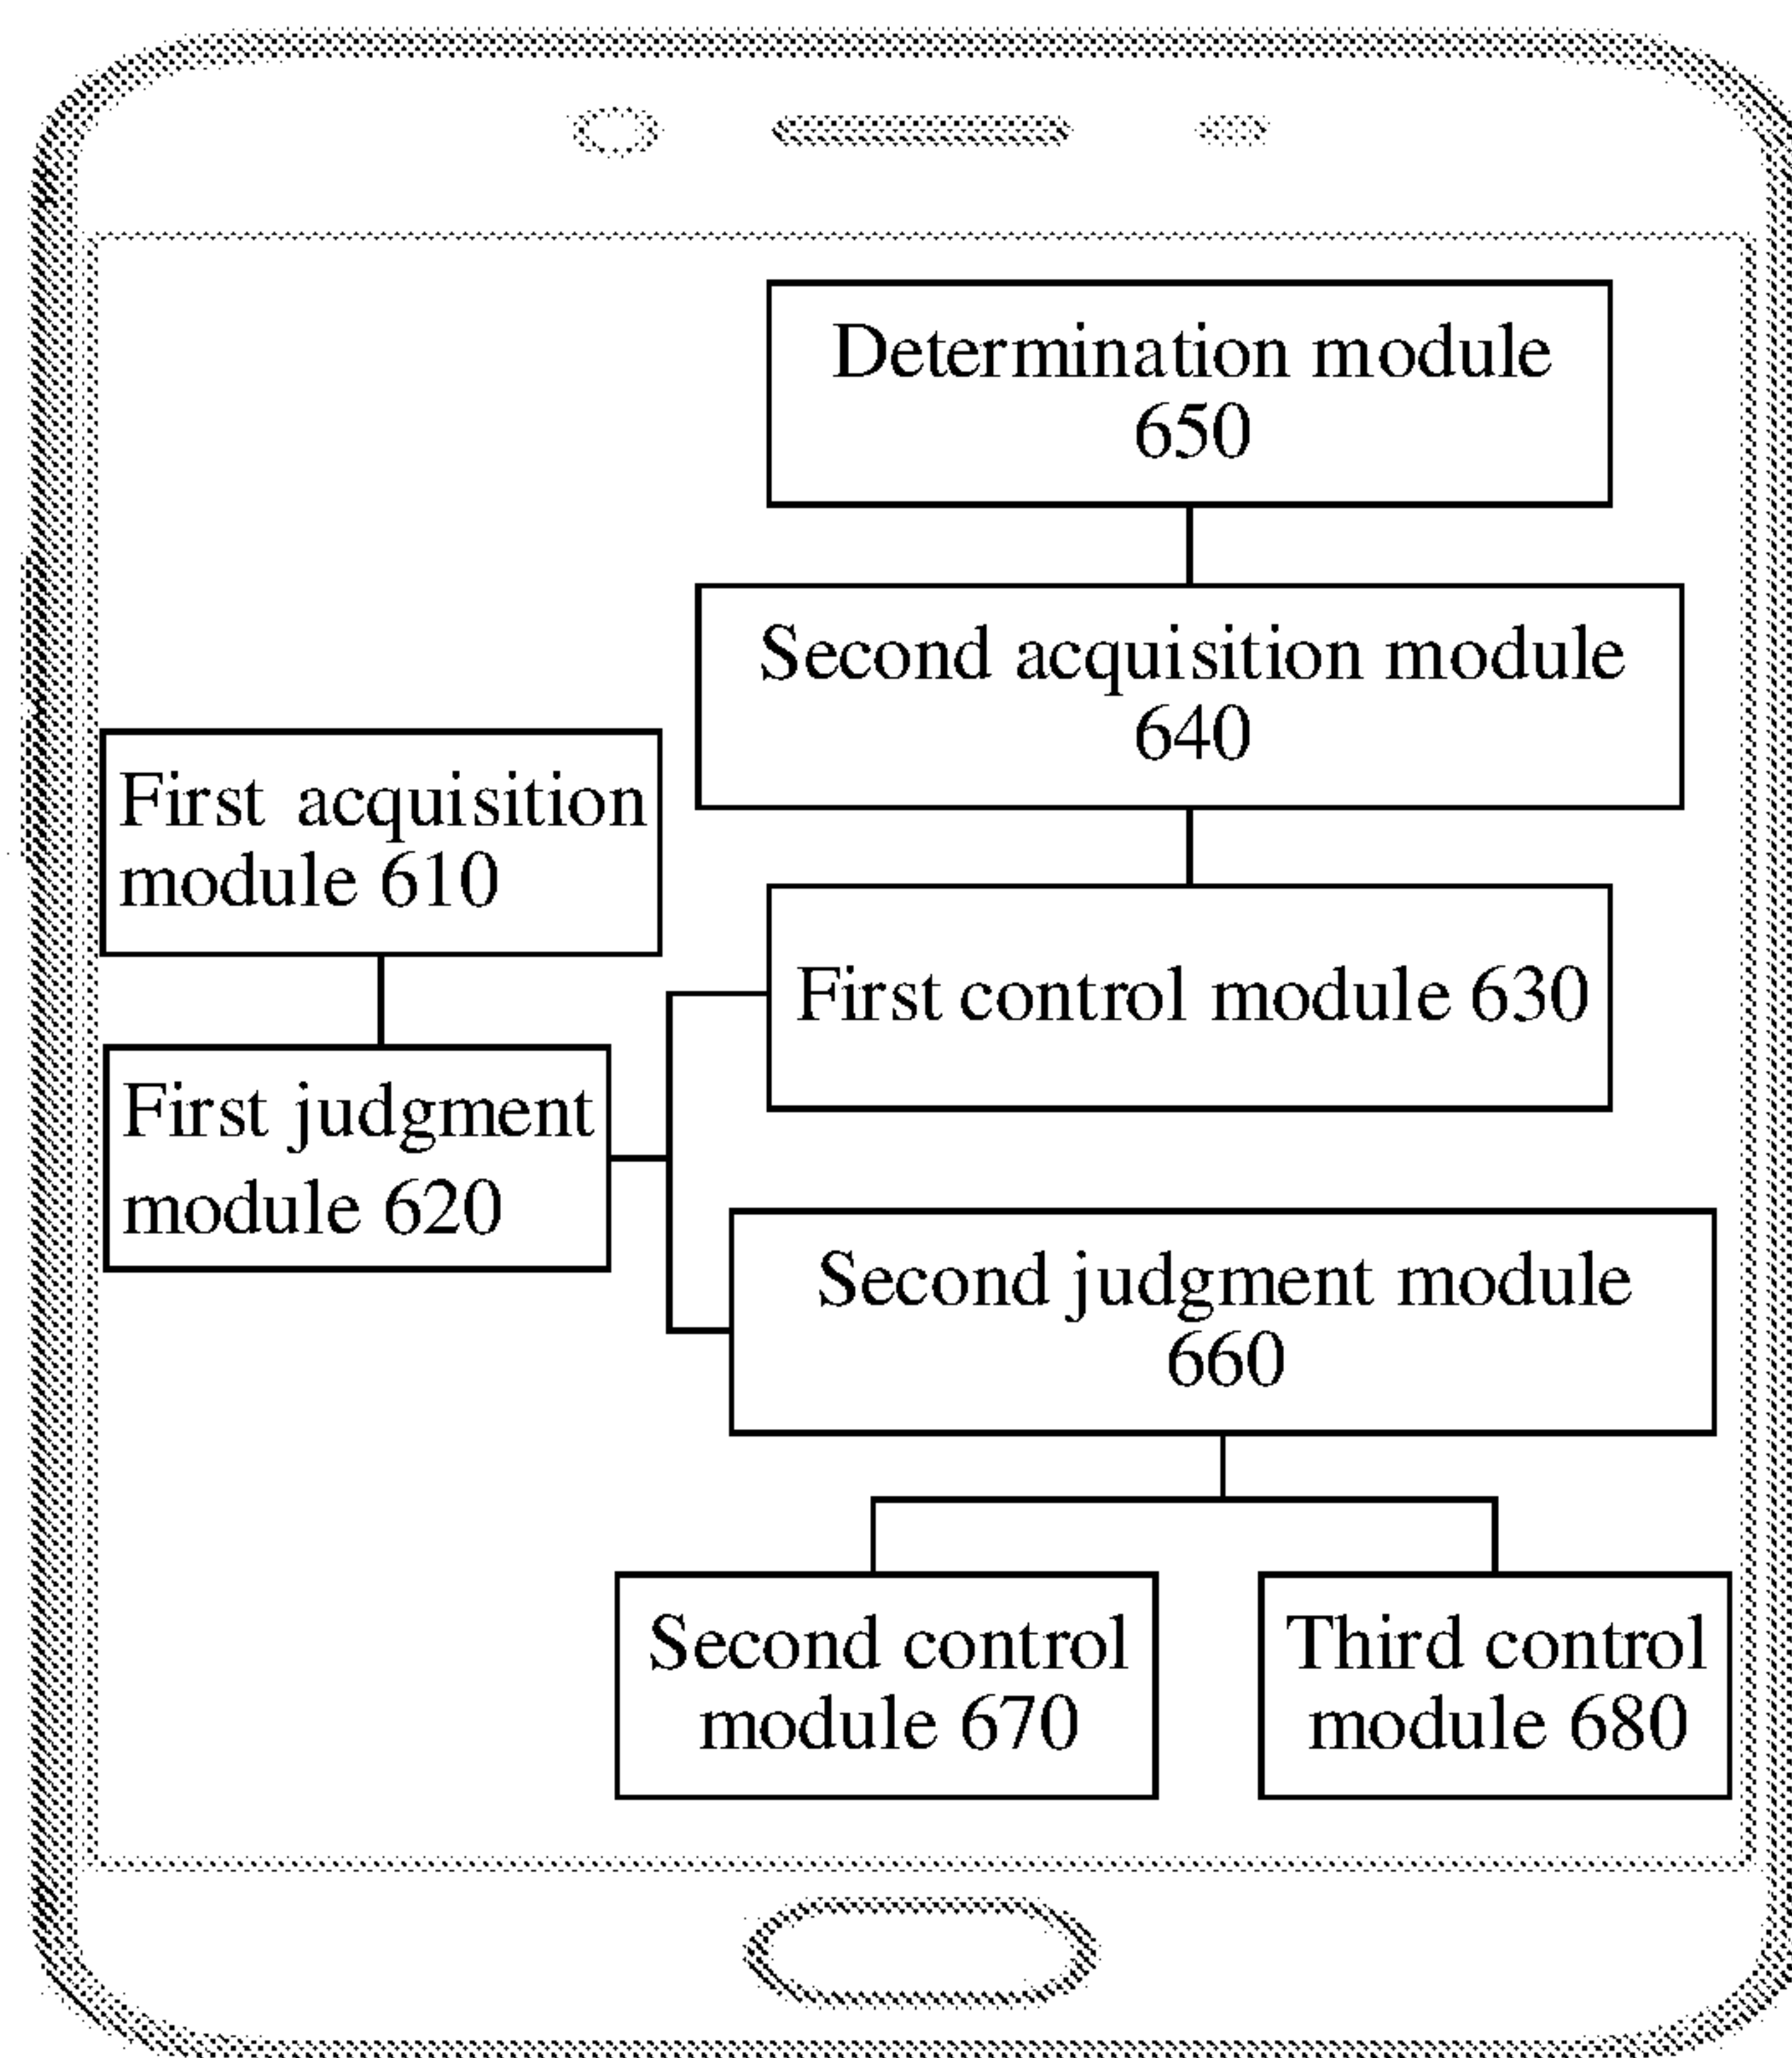 Determination module
650
Second acquisition module
640
First acquisition
module 610
First control module 630
First judgment
module 620
Second judgment module
660
Second control
module 670
Third control
module 680